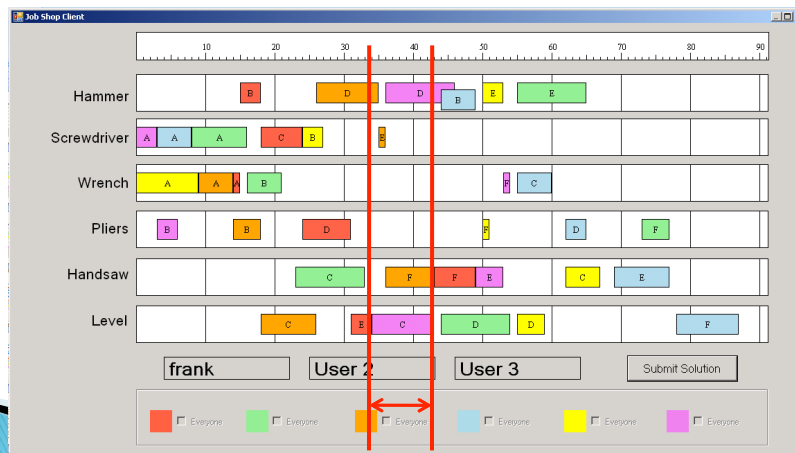 Job Shop Client
10 20 30 40 50 60 70 80 90
Hammer B D D B E E
Screwdriver A A A C B E
Wrench A A A B F C
Pliers B B D F D F
Handsaw C F F E C E
Level C E C D D F
frank User 2 User 3 Submit Solution
Everyone Everyone Everyone Everyone Everyone Everyone